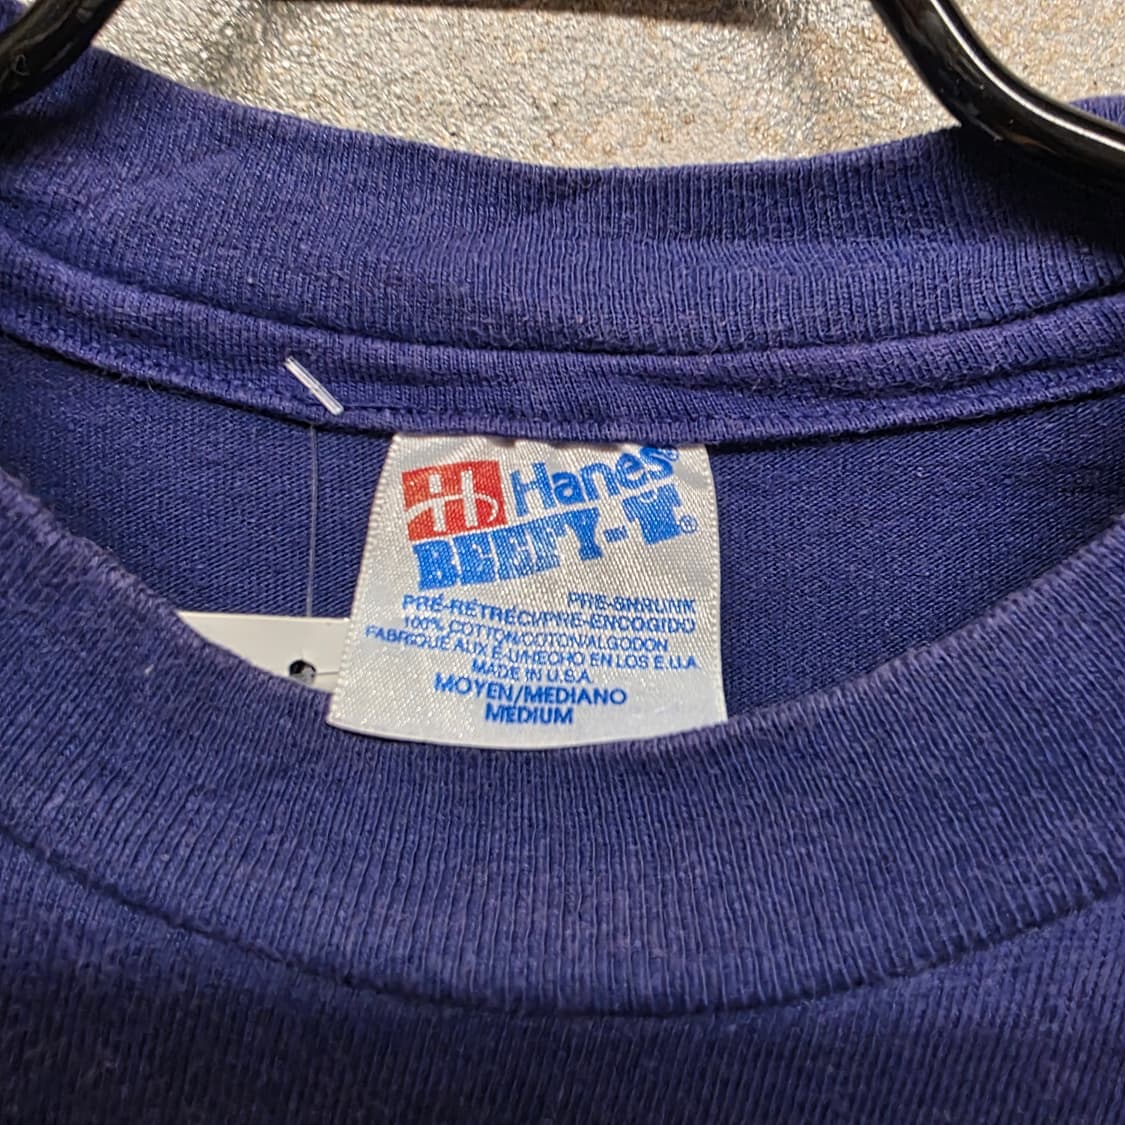 H Hanes®
BEEFY-T®
PRE-SHRUNK
PRÉ-RÉTRÉCI/PRE-ENCOGIDO
100% COTTON/COTON/ALGODON
FABRIQUÉ AUX É-U/HECHO EN LOS E.U.A
MADE IN U.S.A.
MOYEN/MEDIANO
MEDIUM